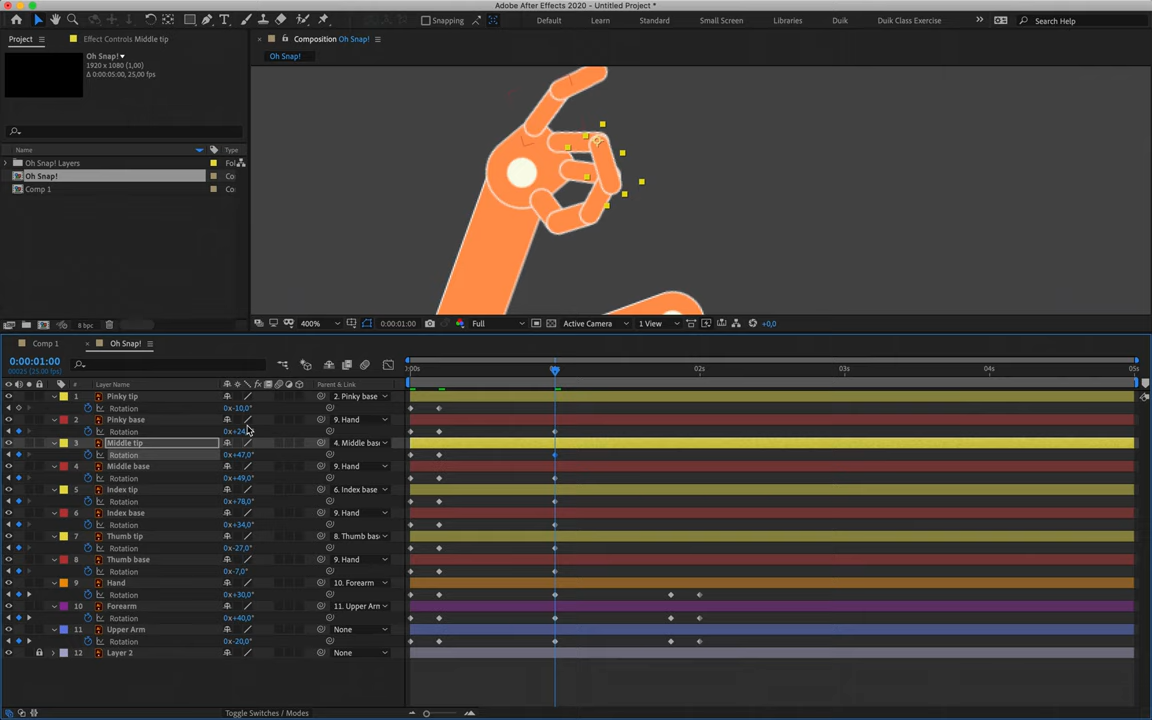 Adobe After Effects 2020 - Untitled Project *
Snapping
Default
Learn
Standard
Small Screen
Libraries
Duik
Duik Class Exercise
Search Help
Project
Effect Controls Middle tip
Composition Oh Snap!
Oh Snap!
Oh Snap!
1920 x 1080 (1,00)
Δ 0:00:05:00, 25,00 fps
Name
Type
Oh Snap! Layers
Fol
Oh Snap!
Co
Comp 1
Co
8 bpc
400%
0:00:01:00
Full
Active Camera
1 View
+0,0
Comp 1
Oh Snap!
0:00:01:00
00025 (25.00 fps)
#
Layer Name
fx
Parent & Link
:00s
02s
03s
04s
05s
1
Pinky tip
2. Pinky base
Rotation
0x-10,0°
2
Pinky base
9. Hand
Rotation
0x+24
3
Middle tip
4. Middle bas
Rotation
0x+47,0°
4
Middle base
9. Hand
Rotation
0x+49,0°
5
Index tip
6. Index base
Rotation
0x+78,0°
6
Index base
9. Hand
Rotation
0x+34,0°
7
Thumb tip
8. Thumb bas
Rotation
0x-27,0°
8
Thumb base
9. Hand
Rotation
0x-7,0°
9
Hand
10. Forearm
Rotation
0x+30,0°
10
Forearm
11. Upper Arm
Rotation
0x+40,0°
11
Upper Arm
None
Rotation
0x-20,0°
12
Layer 2
None
Toggle Switches / Modes